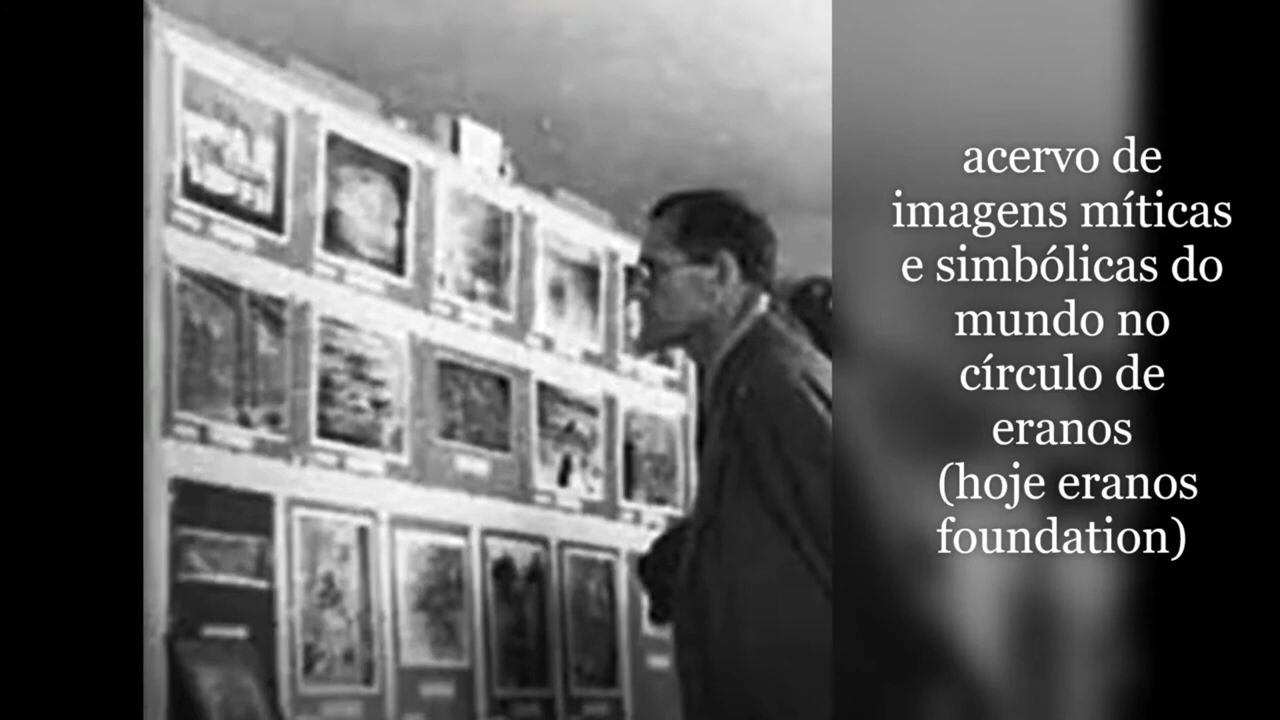 acervo de
imagens míticas
e simbólicas do
mundo no
círculo de
eranos
(hoje eranos
foundation)